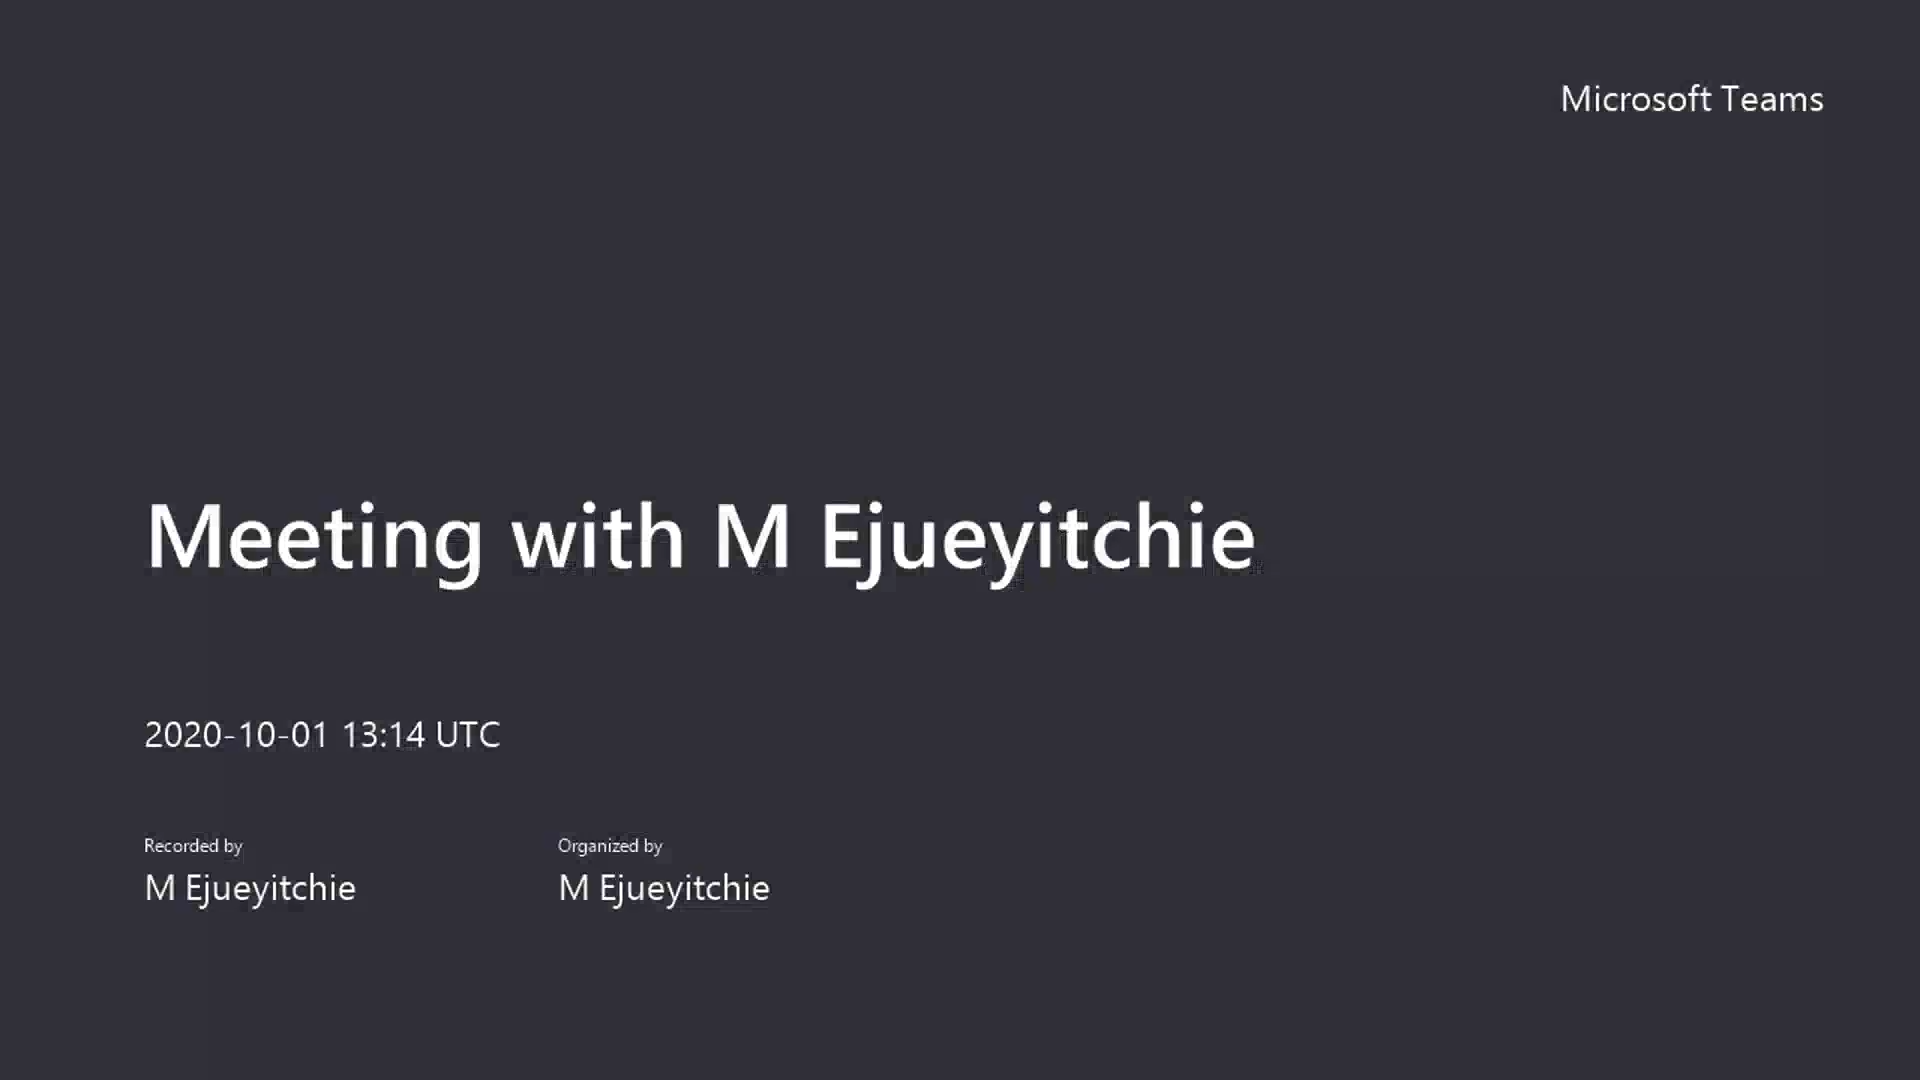 Microsoft Teams
Meeting with M Ejueyitchie
2020-10-01 13:14 UTC
Recorded by
M Ejueyitchie
Organized by
M Ejueyitchie